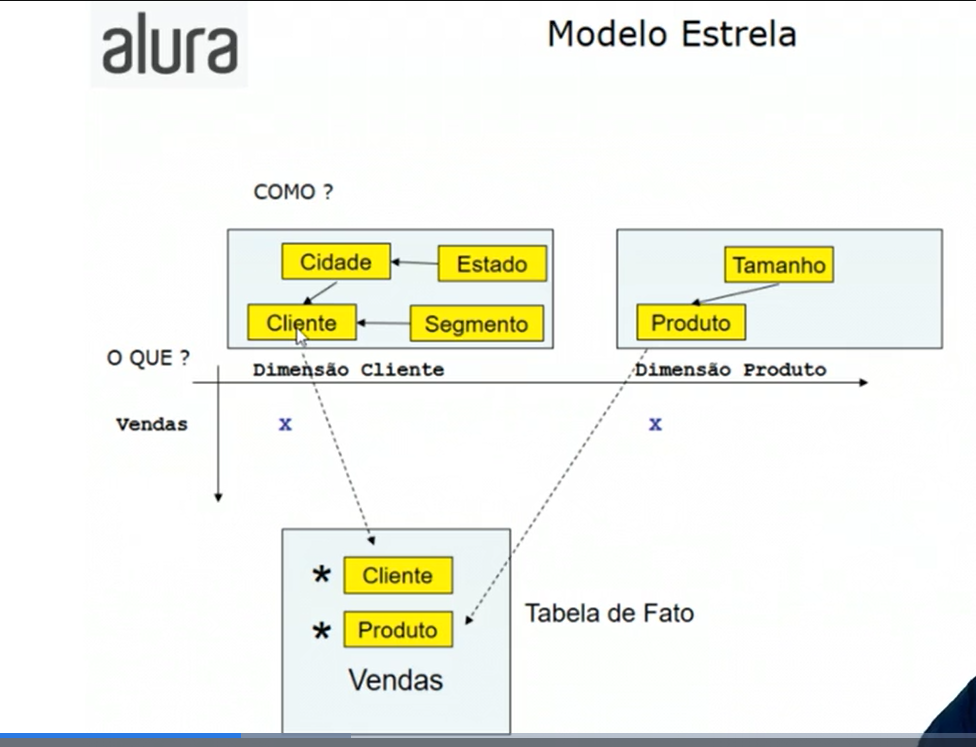 alura
Modelo Estrela
COMO ?
Cidade
Estado
Tamanho
Cliente
Segmento
Produto
O QUE ?
Dimensão Cliente
Dimensão Produto
Vendas
x
x
* Cliente
* Produto
Tabela de Fato
Vendas